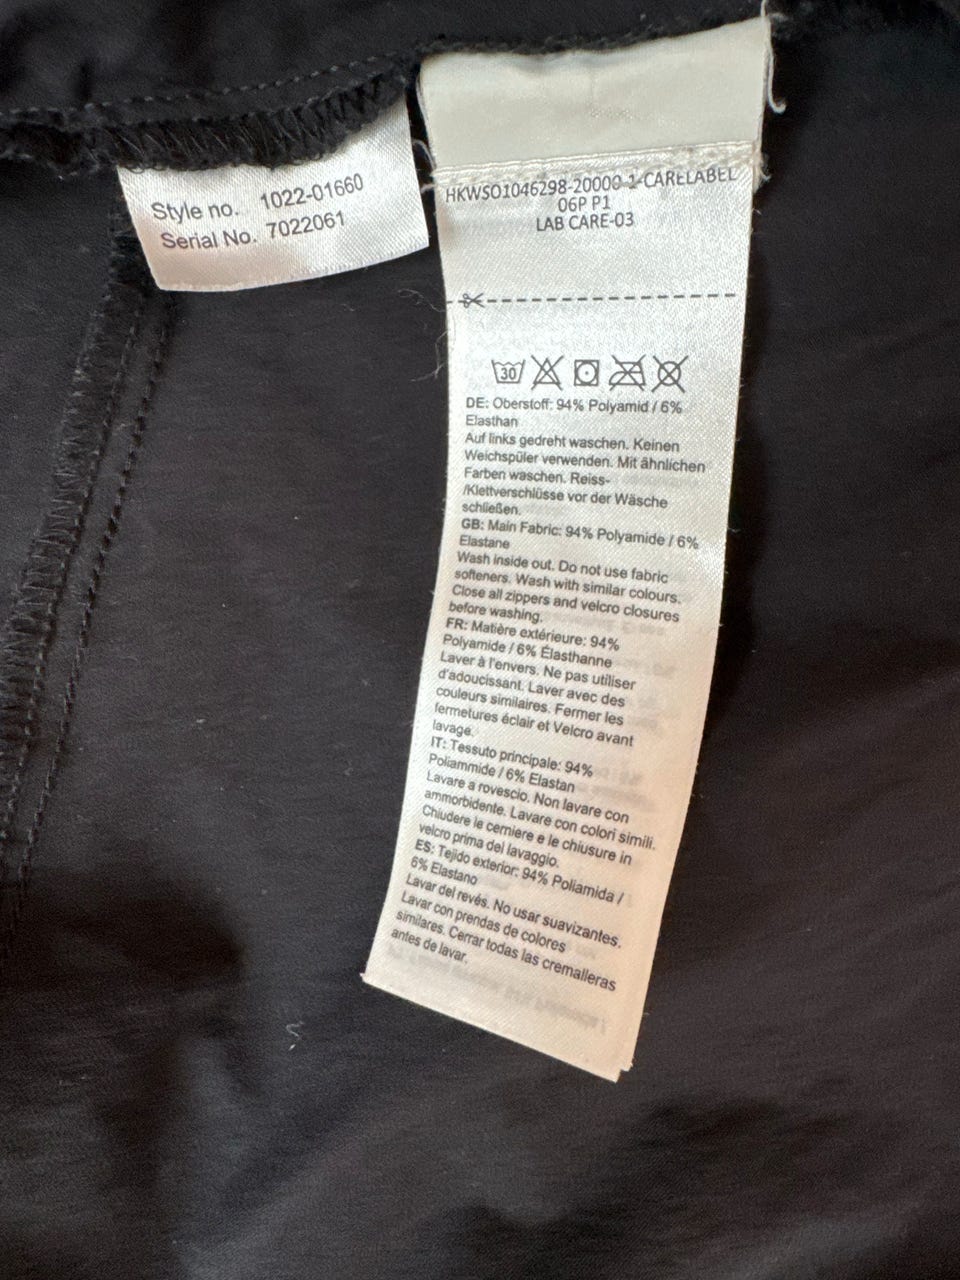 Style no. 1022-01660
Serial No. 7022061
HKWSO1046298-20000-1-CARELABEL
06P P1
LAB CARE-03
30
DE: Oberstoff: 94% Polyamid / 6%
Elasthan
Auf links gedreht waschen. Keinen
Weichspüler verwenden. Mit ähnlichen
Farben waschen. Reiss-
/Klettverschlüsse vor der Wäsche
schließen.
GB: Main Fabric: 94% Polyamide / 6%
Elastane
Wash inside out. Do not use fabric
softeners. Wash with similar colours.
Close all zippers and velcro closures
before washing.
FR: Matière extérieure: 94%
Polyamide / 6% Élasthanne
Laver à l'envers. Ne pas utiliser
d'adoucissant. Laver avec des
couleurs similaires. Fermer les
fermetures éclair et Velcro avant
lavage.
IT: Tessuto principale: 94%
Poliammide / 6% Elastan
Lavare a rovescio. Non lavare con
ammorbidente. Lavare con colori simili.
Chiudere le cerniere e le chiusure in
velcro prima del lavaggio.
ES: Tejido exterior: 94% Poliamida /
6% Elastano
Lavar del revés. No usar suavizantes.
Lavar con prendas de colores
similares. Cerrar todas las cremalleras
antes de lavar.